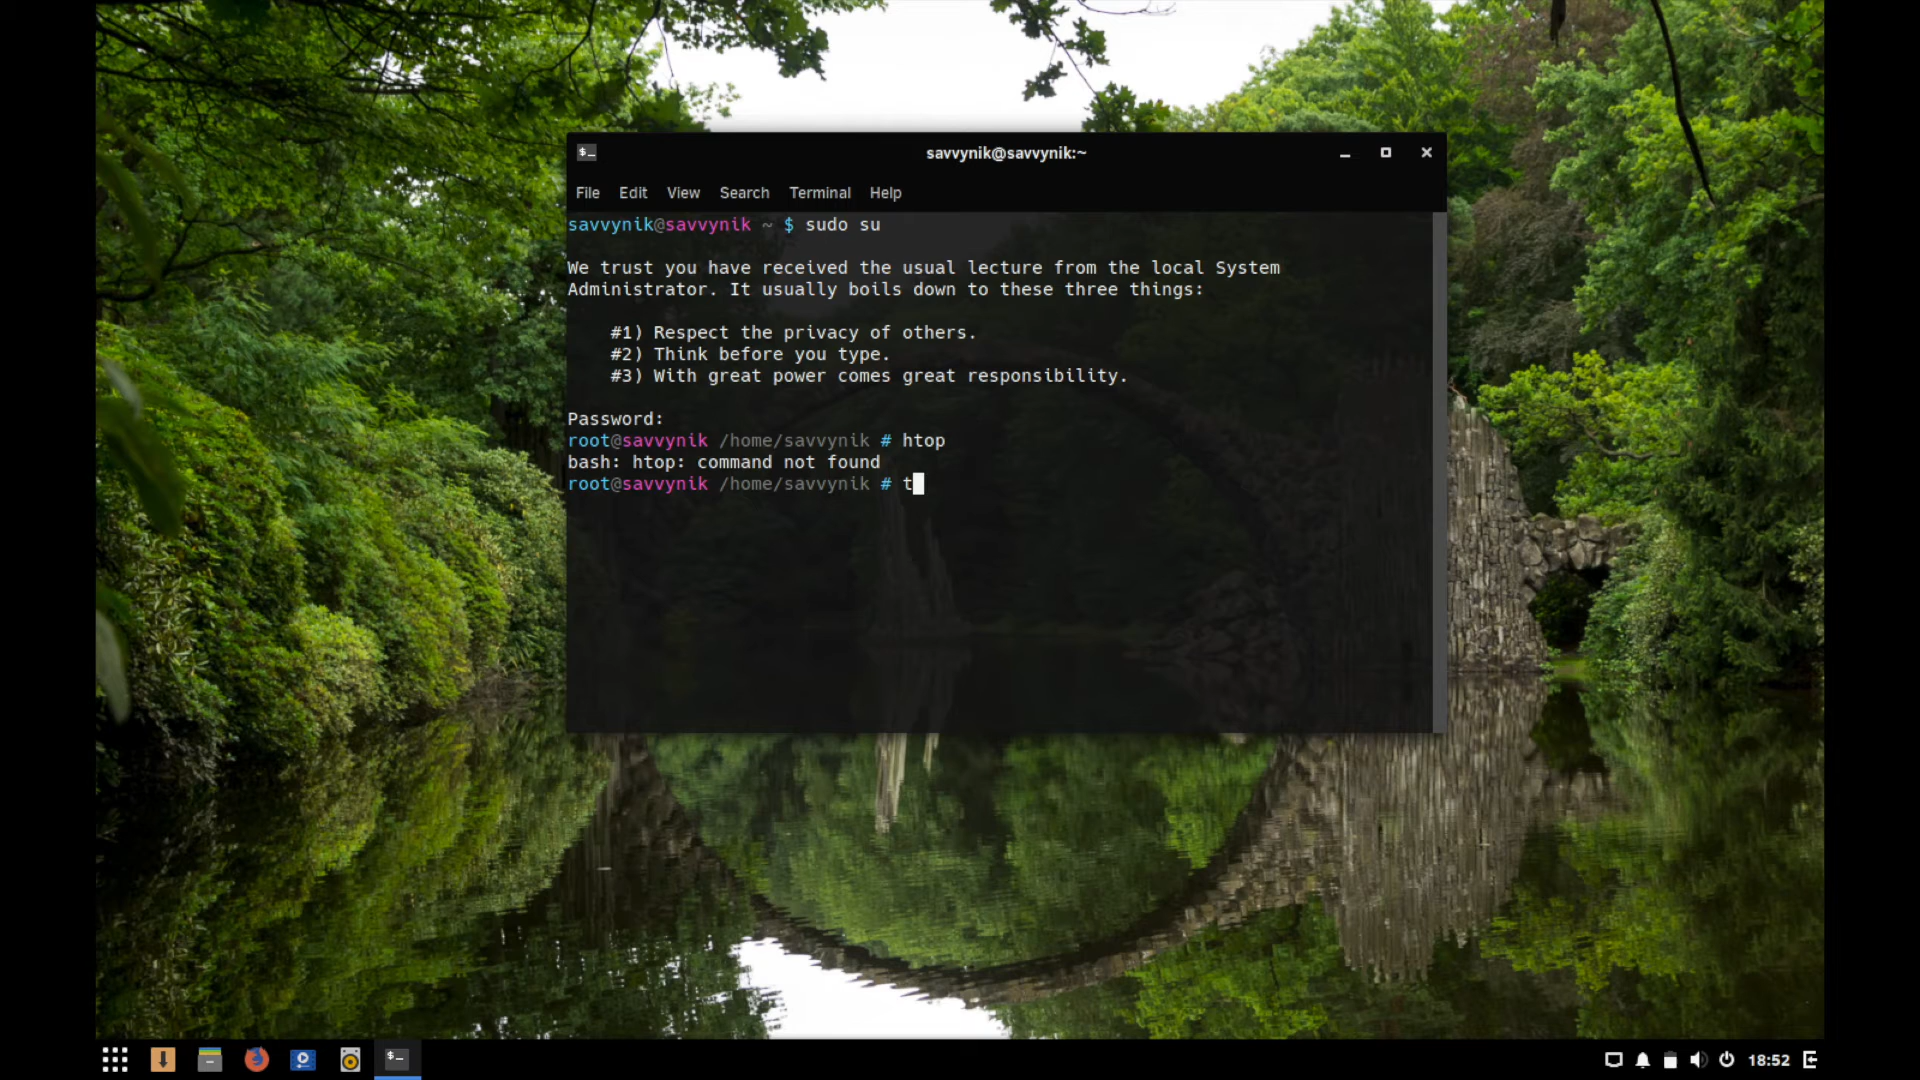 savvynik@savvynik:~
File Edit View Search Terminal Help
savvynik@savvynik ~ $ sudo su
We trust you have received the usual lecture from the local System
Administrator. It usually boils down to these three things:
#1) Respect the privacy of others.
#2) Think before you type.
#3) With great power comes great responsibility.
Password:
root@savvynik /home/savvynik # htop
bash: htop: command not found
root@savvynik /home/savvynik # t
18:52